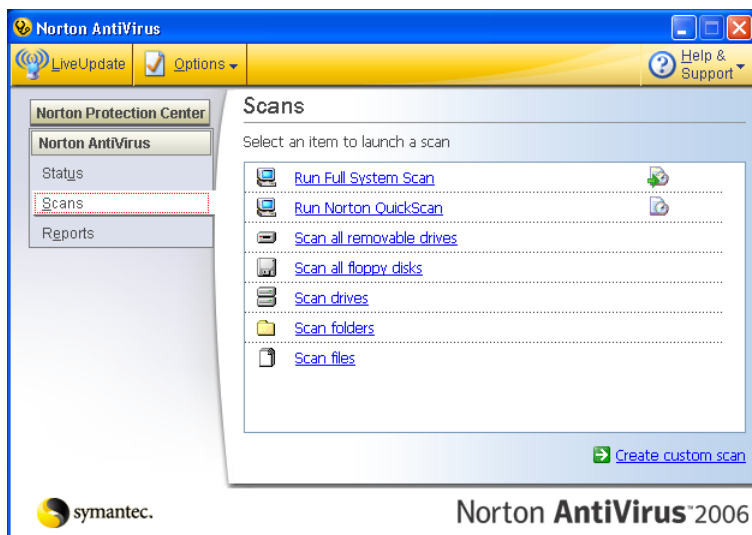 Norton AntiVirus
LiveUpdate Options Help & Support
Norton Protection Center
Norton AntiVirus
Status
Scans
Reports
Scans
Select an item to launch a scan
Run Full System Scan
Run Norton QuickScan
Scan all removable drives
Scan all floppy disks
Scan drives
Scan folders
Scan files
Create custom scan
symantec.
Norton AntiVirus™2006